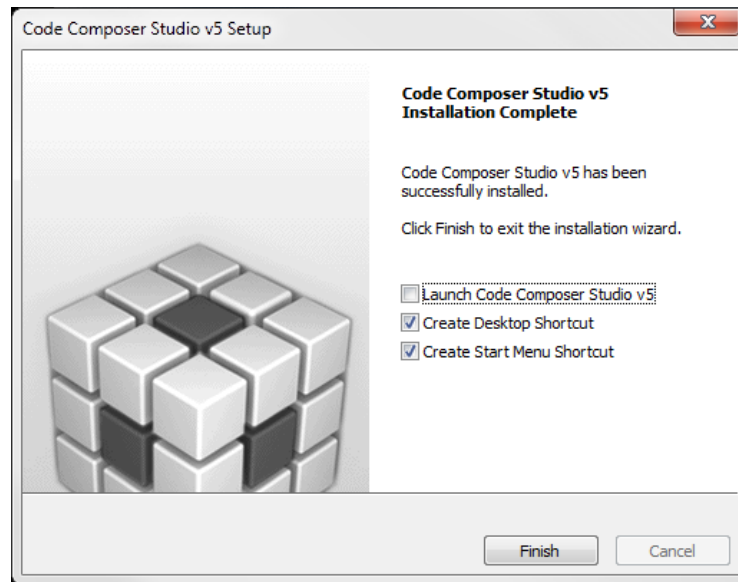 Code Composer Studio v5 Setup
Code Composer Studio v5
Installation Complete
Code Composer Studio v5 has been
successfully installed.
Click Finish to exit the installation wizard.
Launch Code Composer Studio v5
Create Desktop Shortcut
Create Start Menu Shortcut
Finish
Cancel